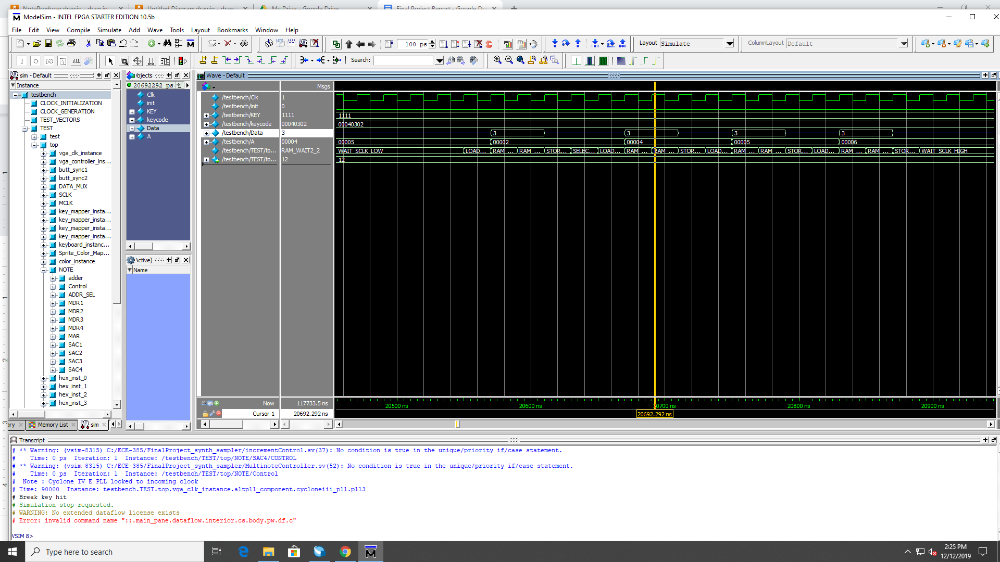 NoteProducer.drawio - draw.io
Untitled Diagram.drawio - draw
My Drive - Google Drive
Final Project Report - Google Do
ModelSim - INTEL FPGA STARTER EDITION 10.5b
File Edit View Compile Simulate Add Wave Tools Layout Bookmarks Window Help
100 ps
Layout Simulate
ColumnLayout Default
Search:
sim - Default
Instance
testbench
CLOCK_INITIALIZATION
CLOCK_GENERATION
TEST_VECTORS
TEST
test
top
vga_clk_instance
vga_controller_ins...
butt_sync1
butt_sync2
DATA_MUX
SCLK
MCLK
key_mapper_insta...
key_mapper_insta...
key_mapper_insta...
key_mapper_insta...
keyboard_instanc...
Sprite_Color_Map...
color_instance
NOTE
adder
Control
ADDR_SEL
MDR1
MDR2
MDR3
MDR4
MAR
SAC1
SAC2
SAC3
SAC4
hex_inst_0
hex_inst_1
hex_inst_2
hex_inst_3
ary
Memory List
sim
bjects
20692292 ps
Clk
init
KEY
keycode
Data
A
Active)
Name
Wave - Default
Msgs
/testbench/Clk 1
/testbench/init 0
/testbench/KEY 1111 1111
/testbench/keycode 00040302 00040302
/testbench/Data 3 3 3 3 3
/testbench/A 00004 00005 00002 00004 00005 00006
/testbench/TEST/to... RAM_WAIT2_2 WAIT_SCLK_LOW LOAD... RAM_... RAM_... STOR... SELEC... LOAD... RAM_... RAM_... STOR... LOAD... RAM_... RAM_... STOR... LOAD... RAM_... RAM_... STOR... WAIT_SCLK_HIGH
/testbench/TEST/to... 12 12
Now 117733.5 ns 20500 ns 20600 ns 20700 ns 20800 ns 20900 ns
Cursor 1 20692.292 ns 20692.292 ns
Transcript
# ** Warning: (vsim-8315) C:/ECE-385/FinalProject_synth_sampler/incrementControl.sv(37): No condition is true in the unique/priority if/case statement.
# Time: 0 ps Iteration: 1 Instance: /testbench/TEST/top/NOTE/SAC4/CONTROL
# ** Warning: (vsim-8315) C:/ECE-385/FinalProject_synth_sampler/MultinoteController.sv(52): No condition is true in the unique/priority if/case statement.
# Time: 0 ps Iteration: 1 Instance: /testbench/TEST/top/NOTE/Control
# Note : Cyclone IV E PLL locked to incoming clock
# Time: 90000 Instance: testbench.TEST.top.vga_clk_instance.altpll_component.cycloneiii_pll.pll3
# Break key hit
# Simulation stop requested.
# WARNING: No extended dataflow license exists
# Error: invalid command name "::.main_pane.dataflow.interior.cs.body.pw.df.c"
VSIM 8>
Type here to search
2:25 PM
12/12/2019